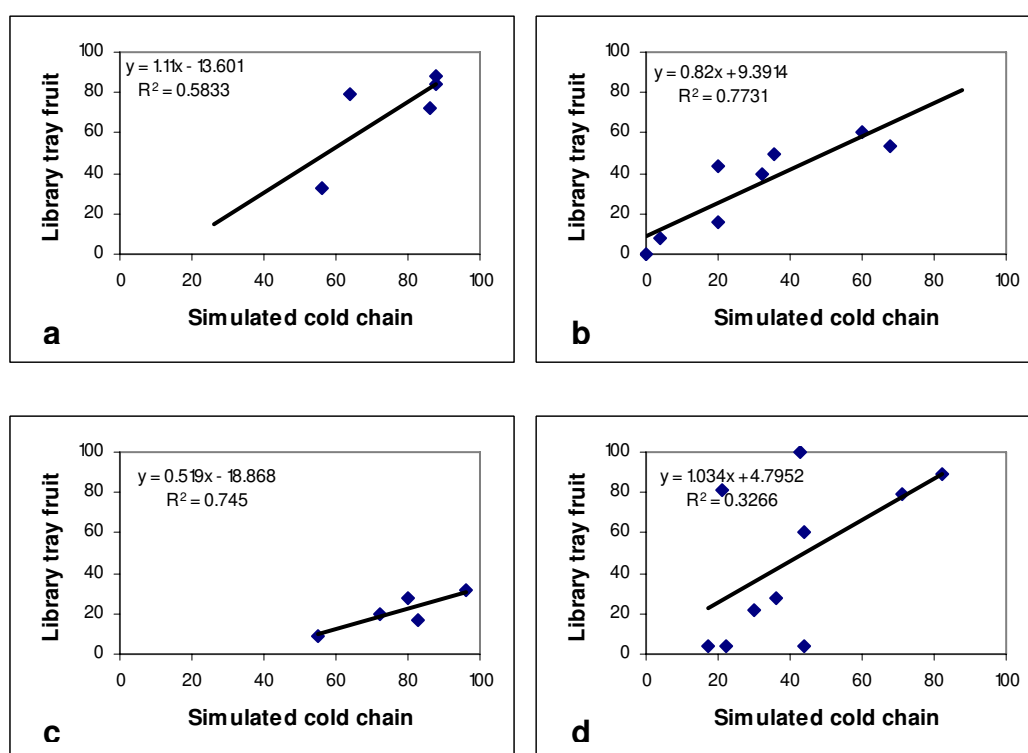 y = 1.11x - 13.601
R² = 0.5833
100
80
60
40
20
0
0 20 40 60 80 100
Library tray fruit
Simulated cold chain
a
y = 0.82x + 9.3914
R² = 0.7731
100
80
60
40
20
0
0 20 40 60 80 100
Library tray fruit
Simulated cold chain
b
y = 0.519x - 18.868
R² = 0.745
100
80
60
40
20
0
0 20 40 60 80 100
Library tray fruit
Simulated cold chain
c
y = 1.034x + 4.7952
R² = 0.3266
100
80
60
40
20
0
0 20 40 60 80 100
Library tray fruit
Simulated cold chain
d